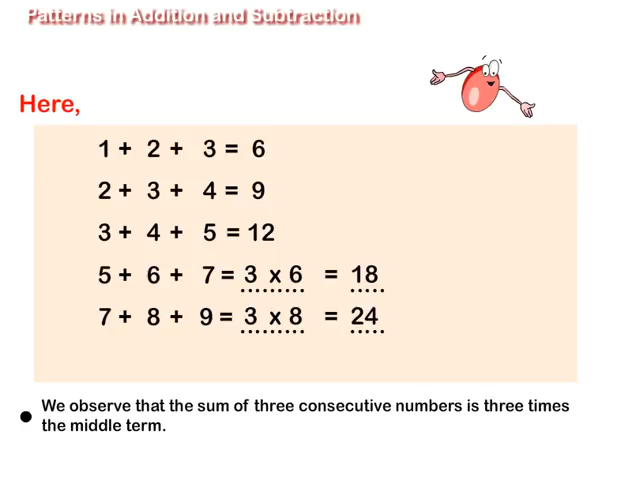 Patterns in Addition and Subtraction
Here,
1 + 2 + 3 = 6
2 + 3 + 4 = 9
3 + 4 + 5 = 12
5 + 6 + 7 = 3 x 6 = 18
7 + 8 + 9 = 3 x 8 = 24
● We observe that the sum of three consecutive numbers is three times
the middle term.